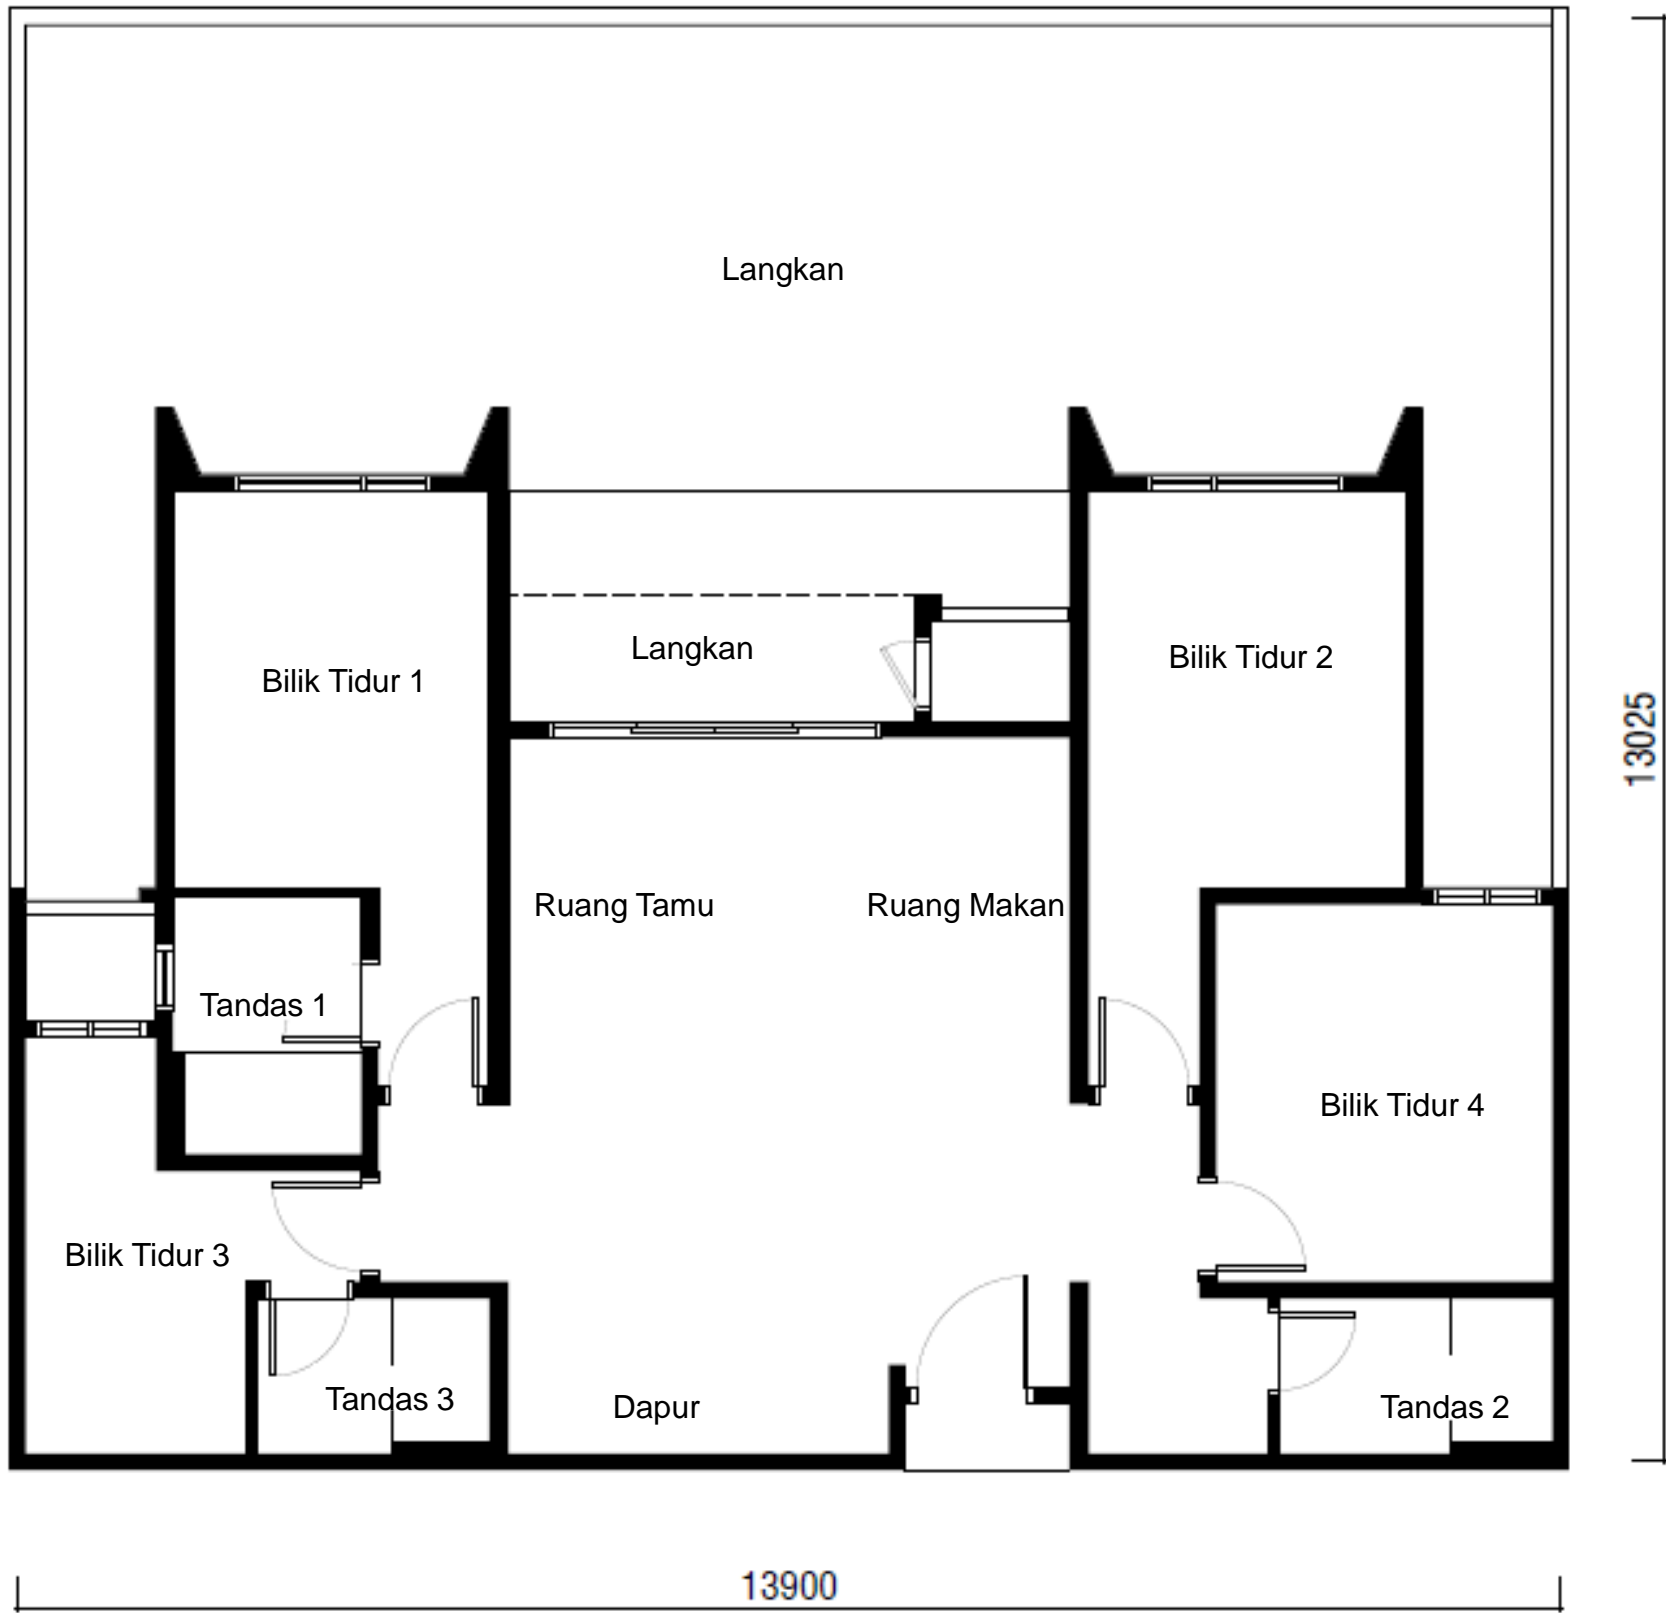 Langkan
Langkan
Bilik Tidur 1
Bilik Tidur 2
13025
Ruang Tamu
Ruang Makan
Tandas 1
Bilik Tidur 4
Bilik Tidur 3
Tandas 3
Dapur
Tandas 2
13900